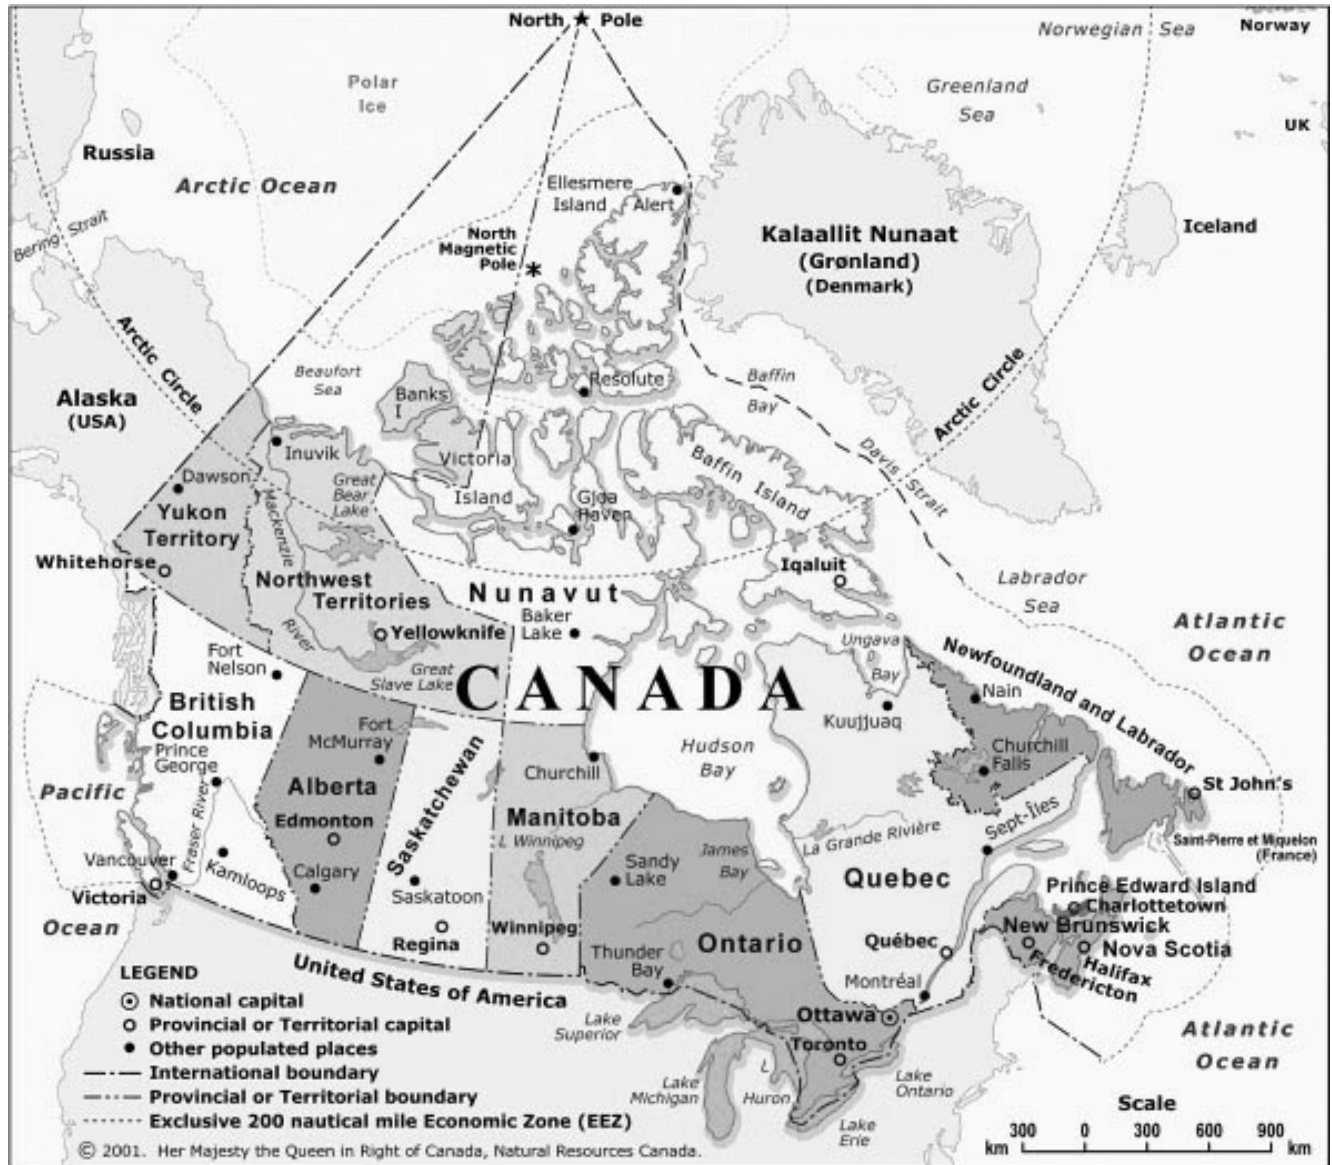 North Pole
Norwegian Sea
Norway
Polar
Ice
Greenland
Sea
UK
Russia
Arctic Ocean
Ellesmere
Island
Alert
Bering Strait
North
Magnetic
Pole
Kalaallit Nunaat
(Grønland)
(Denmark)
Iceland
Arctic Circle
Beaufort
Sea
Resolute
Baffin
Bay
Arctic Circle
Alaska
(USA)
Banks
I
Inuvik
Victoria
Island
Baffin Island
Davis Strait
Dawson
Great
Bear
Lake
Gjoa
Haven
Yukon
Territory
Mackenzie
River
Whitehorse
Northwest
Territories
Nunavut
Iqaluit
Labrador
Sea
Baker
Lake
Yellowknife
Ungava
Bay
Atlantic
Ocean
Fort
Nelson
Great
Slave Lake
CANADA
Newfoundland and Labrador
Nain
British
Columbia
Fort
McMurray
Kuujjuaq
Prince
George
Saskatchewan
Churchill
Hudson
Bay
Churchill
Falls
Pacific
Ocean
Alberta
Manitoba
St John's
Fraser River
Edmonton
L Winnipeg
La Grande Rivière
Sept-Îles
Saint-Pierre et Miquelon
(France)
Vancouver
Kamloops
Calgary
Sandy
Lake
James
Bay
Quebec
Victoria
Saskatoon
Prince Edward Island
Charlottetown
Regina
Winnipeg
Ontario
Québec
New Brunswick
Nova Scotia
Thunder
Bay
Montréal
Halifax
Fredericton
United States of America
Lake
Superior
Ottawa
Toronto
Atlantic
Ocean
Lake
Michigan
L
Huron
Lake
Ontario
Lake
Erie
LEGEND
National capital
Provincial or Territorial capital
Other populated places
International boundary
Provincial or Territorial boundary
Exclusive 200 nautical mile Economic Zone (EEZ)
Scale
300 0 300 600 900
km km
© 2001. Her Majesty the Queen in Right of Canada, Natural Resources Canada.